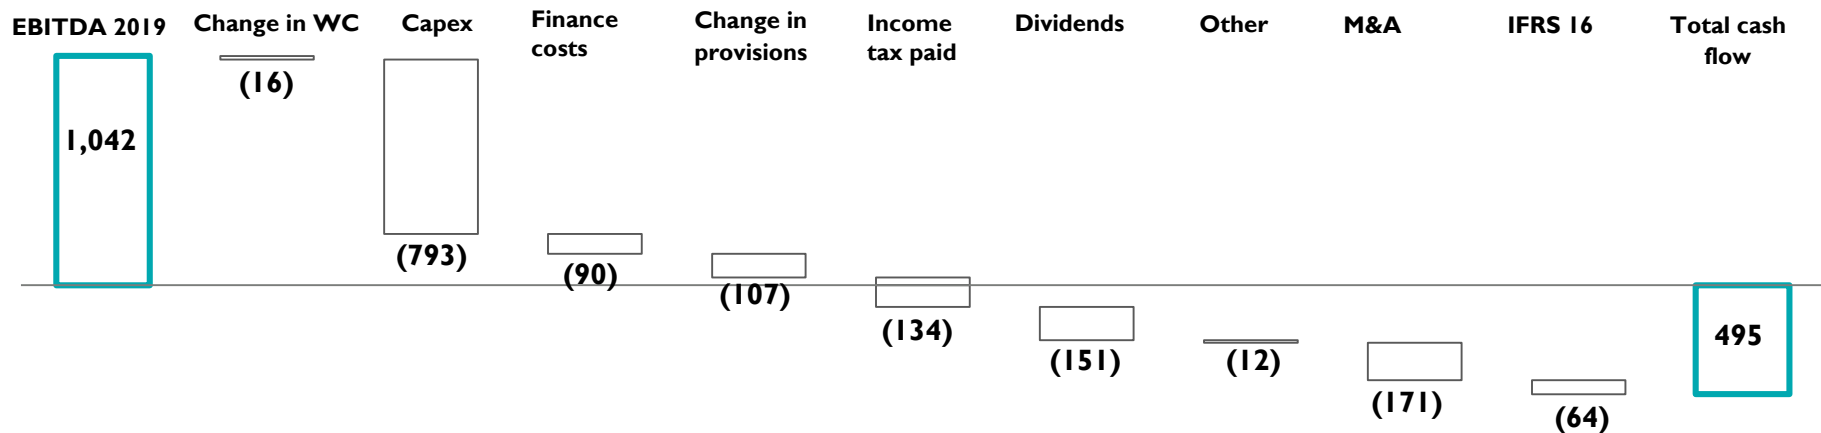 EBITDA 2019
Change in WC
Capex
Finance
costs
Change in
provisions
Income
tax paid
Dividends
Other
M&A
IFRS 16
Total cash
flow
1,042
(16)
(793)
(90)
(107)
(134)
(151)
(12)
(171)
(64)
495